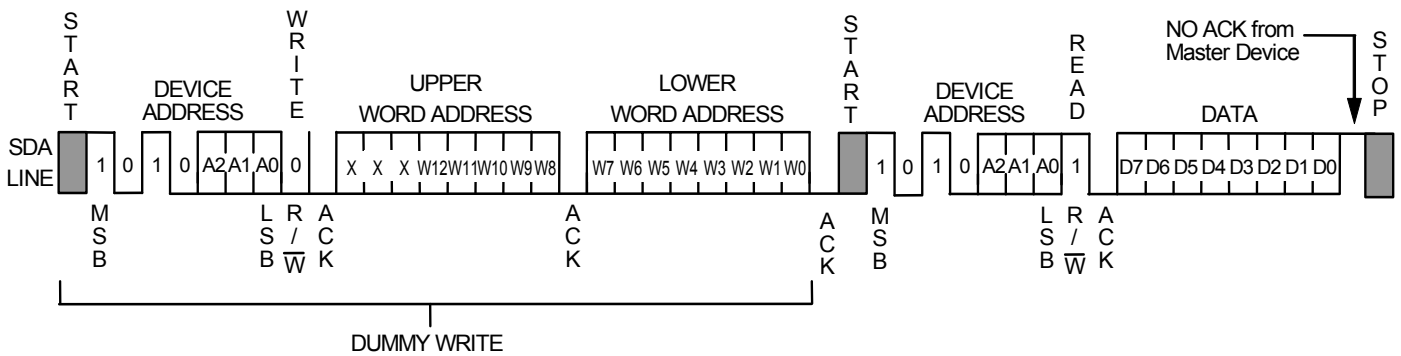 START
WRITE
START
READ
NO ACK from
Master Device
STOP
DEVICE
ADDRESS
UPPER
WORD ADDRESS
LOWER
WORD ADDRESS
DEVICE
ADDRESS
DATA
SDA
LINE
1 0 1 0 A2 A1 A0 0 X X X W12 W11 W10 W9 W8 W7 W6 W5 W4 W3 W2 W1 W0 1 0 1 0 A2 A1 A0 1 D7 D6 D5 D4 D3 D2 D1 D0
MSB
LSB
R/W̅
ACK
ACK
ACK
MSB
LSB
R/W̅
ACK
DUMMY WRITE